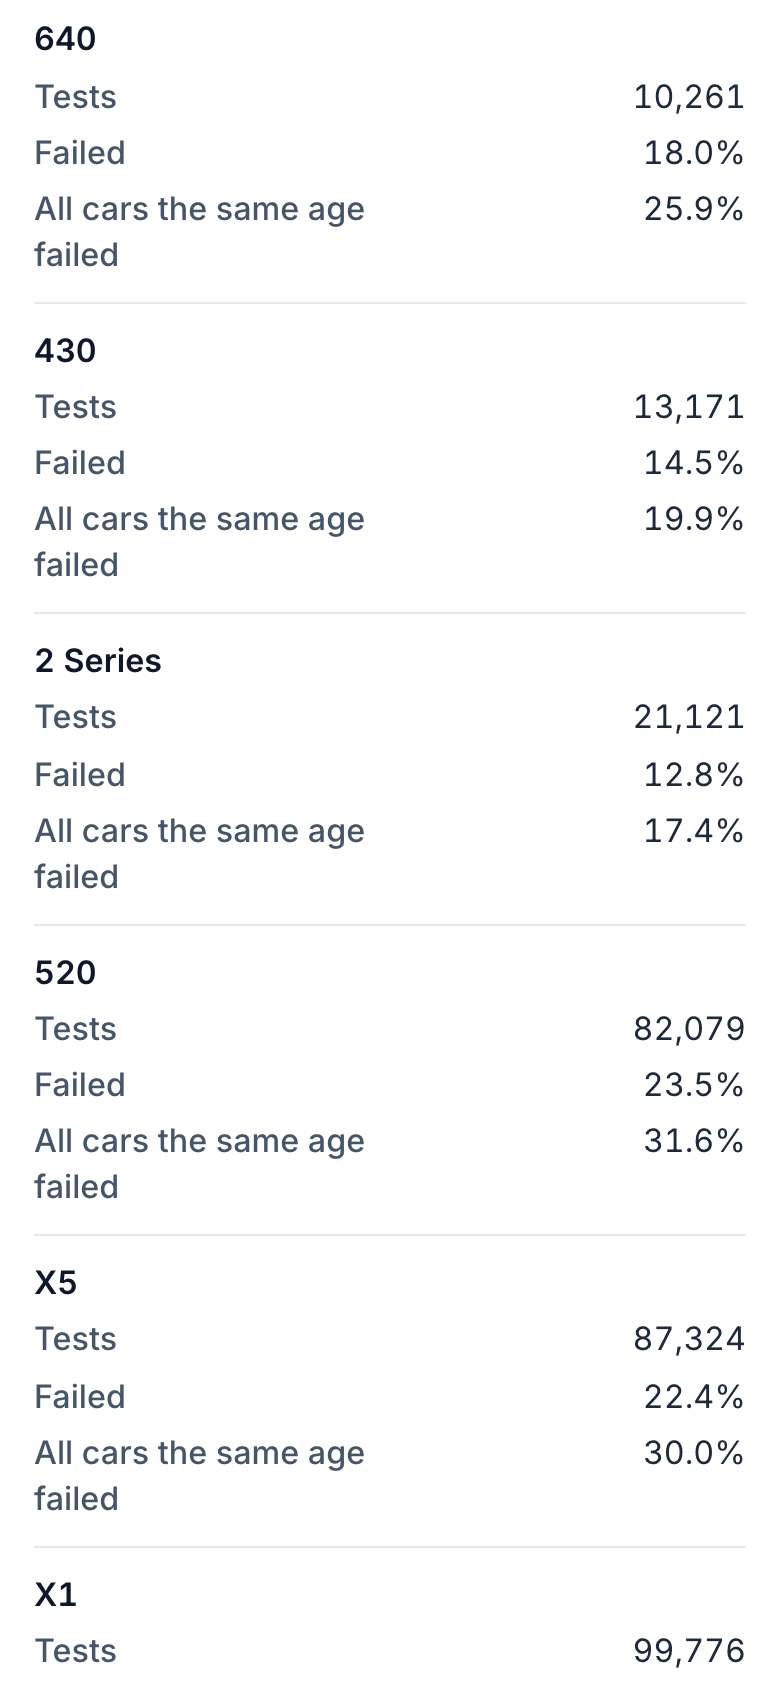 640
Tests 10,261
Failed 18.0%
All cars the same age 25.9%
failed
430
Tests 13,171
Failed 14.5%
All cars the same age 19.9%
failed
2 Series
Tests 21,121
Failed 12.8%
All cars the same age 17.4%
failed
520
Tests 82,079
Failed 23.5%
All cars the same age 31.6%
failed
X5
Tests 87,324
Failed 22.4%
All cars the same age 30.0%
failed
X1
Tests 99,776